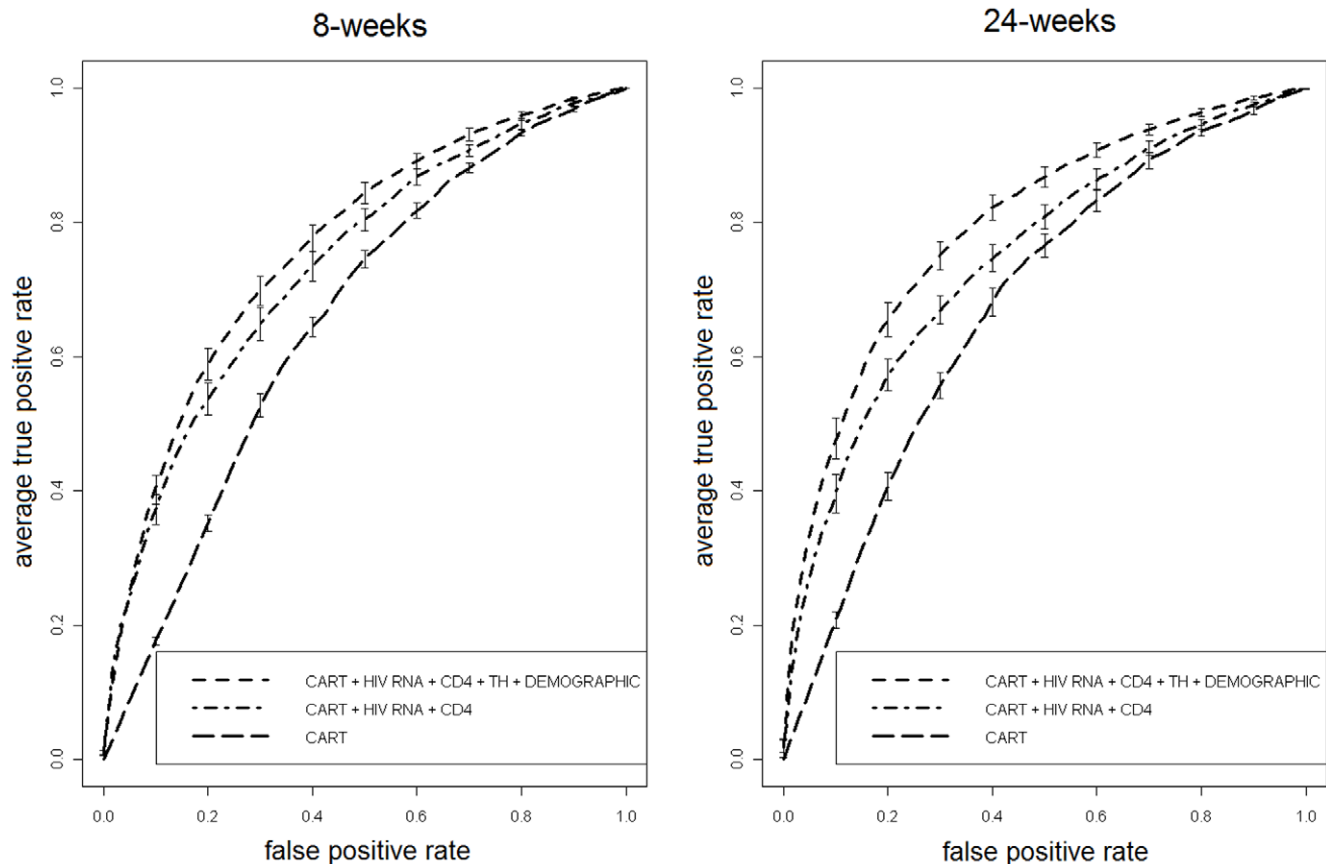 8-weeks
average true positve rate
1.0
0.8
0.6
0.4
0.2
0.0
CART + HIV RNA + CD4 + TH + DEMOGRAPHIC
CART + HIV RNA + CD4
CART
0.0 0.2 0.4 0.6 0.8 1.0
false positive rate
24-weeks
average true positve rate
1.0
0.8
0.6
0.4
0.2
0.0
CART + HIV RNA + CD4 + TH + DEMOGRAPHIC
CART + HIV RNA + CD4
CART
0.0 0.2 0.4 0.6 0.8 1.0
false positive rate